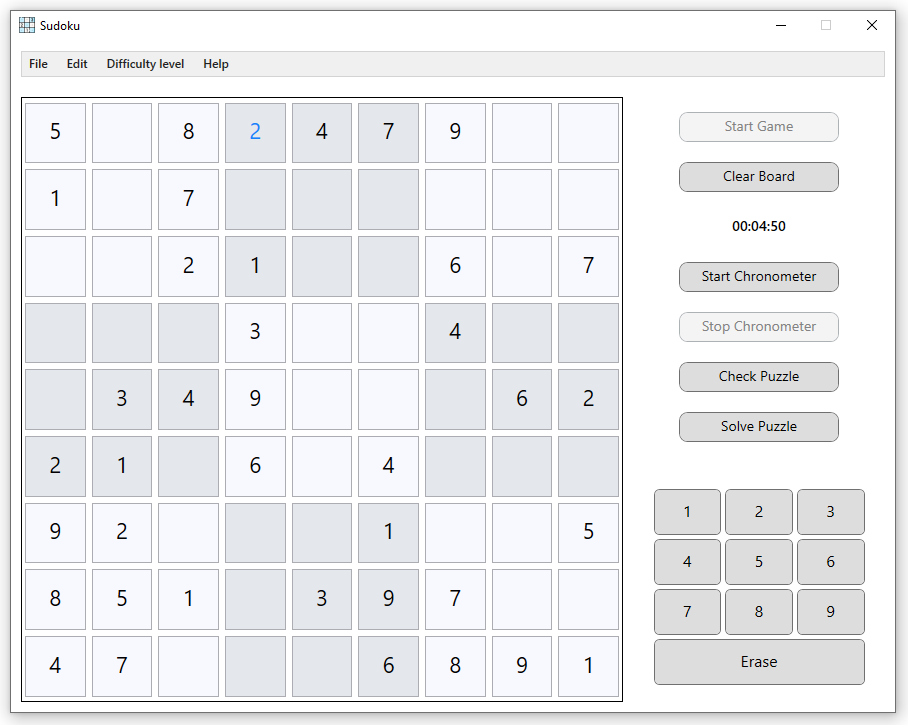 Sudoku
File Edit Difficulty level Help
5 8 2 4 7 9
1 7
2 1 6 7
3 4
3 4 9 6 2
2 1 6 4
9 2 1 5
8 5 1 3 9 7
4 7 6 8 9 1
Start Game
Clear Board
00:04:50
Start Chronometer
Stop Chronometer
Check Puzzle
Solve Puzzle
1 2 3
4 5 6
7 8 9
Erase